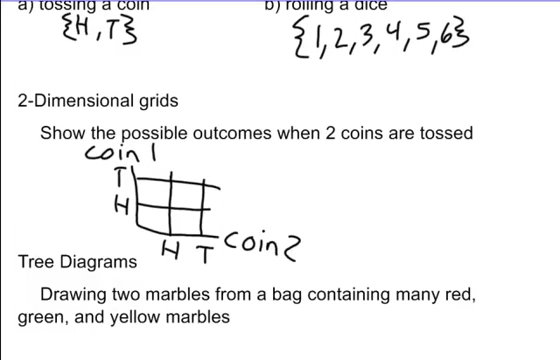 a) tossing a coin b) rolling a dice
{H,T} {1,2,3,4,5,6}
2-Dimensional grids
Show the possible outcomes when 2 coins are tossed
coin 1
T
H
H T coin 2
Tree Diagrams
Drawing two marbles from a bag containing many red,
green, and yellow marbles